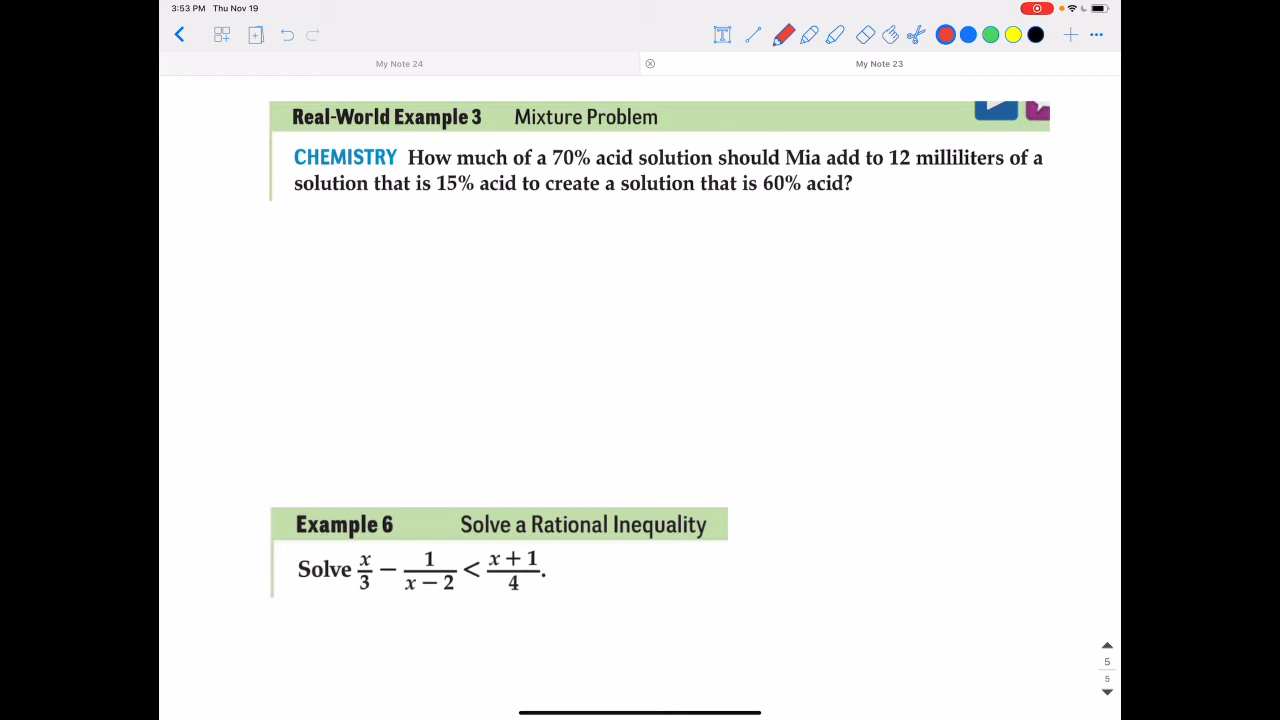 3:53 PM Thu Nov 19
My Note 24
My Note 23
Real-World Example 3 Mixture Problem
CHEMISTRY How much of a 70% acid solution should Mia add to 12 milliliters of a
solution that is 15% acid to create a solution that is 60% acid?
Example 6 Solve a Rational Inequality
Solve x/3 − 1/(x − 2) < (x + 1)/4.
5
5